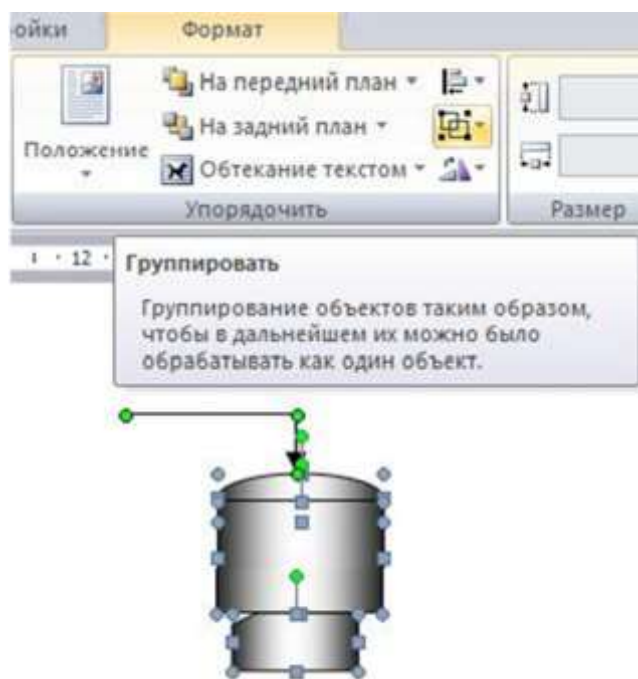 ойки
Формат
Положение
На передний план
На задний план
Обтекание текстом
Упорядочить
Размер
12
Группировать
Группирование объектов таким образом,
чтобы в дальнейшем их можно было
обрабатывать как один объект.